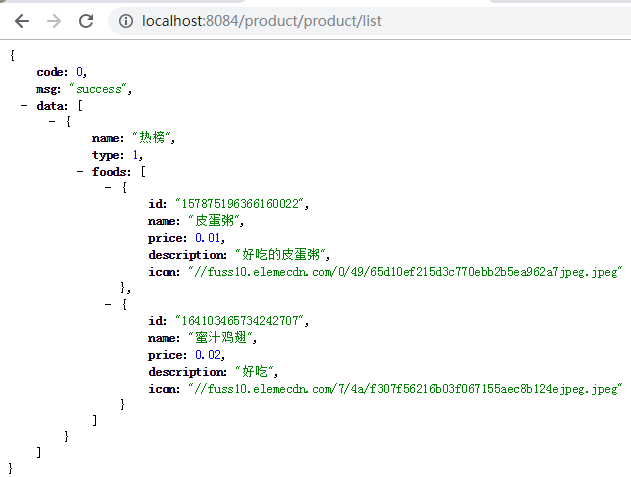 localhost:8084/product/product/list
{
code: 0,
msg: "success",
- data: [
- {
name: "热榜",
type: 1,
- foods: [
- {
id: "157875196366160022",
name: "皮蛋粥",
price: 0.01,
description: "好吃的皮蛋粥",
icon: "//fuss10.elemecdn.com/0/49/65d10ef215d3c770ebb2b5ea962a7jpeg.jpeg"
},
- {
id: "164103465734242707",
name: "蜜汁鸡翅",
price: 0.02,
description: "好吃",
icon: "//fuss10.elemecdn.com/7/4a/f307f56216b03f067155aec8b124ejpeg.jpeg"
}
]
}
]
}